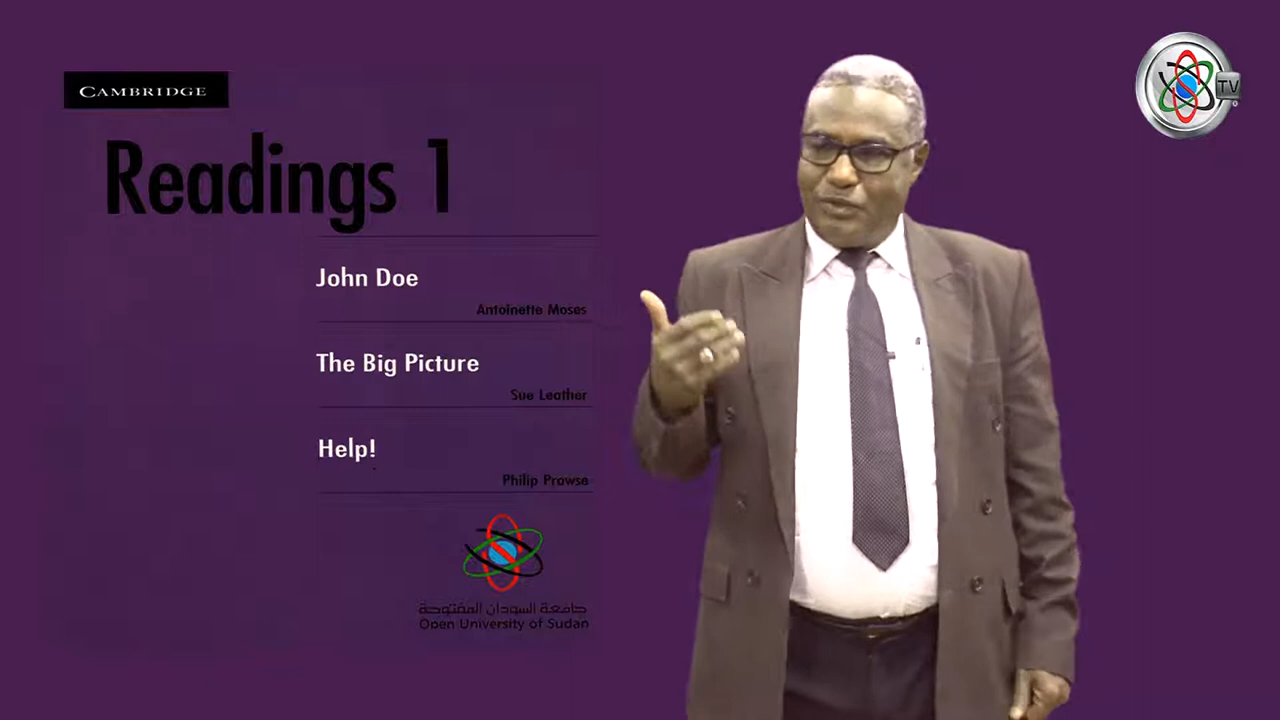 CAMBRIDGE
TV
Readings 1
John Doe
Antoinette Moses
The Big Picture
Sue Leather
Help!
Philip Prowse
جامعة السودان المفتوحة
Open University of Sudan